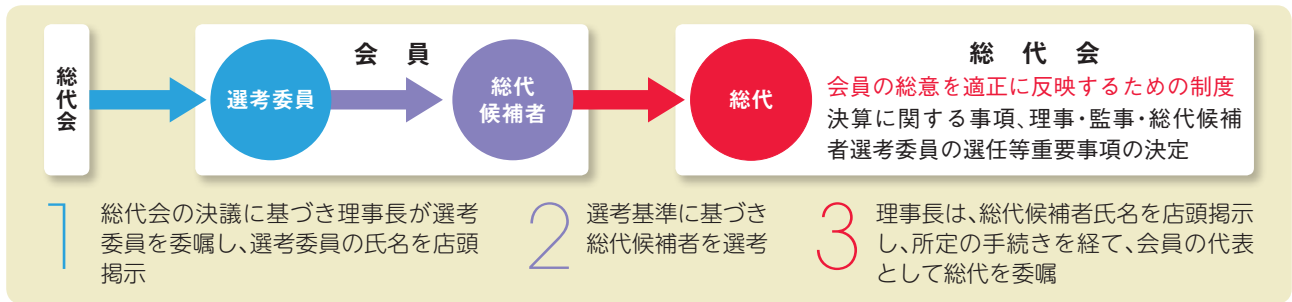 総代会
会員
選考委員
総代
候補者
総代
総代会
会員の総意を適正に反映するための制度
決算に関する事項、理事・監事・総代候補
者選考委員の選任等重要事項の決定
1
総代会の決議に基づき理事長が選考
委員を委嘱し、選考委員の氏名を店頭
掲示
2
選考基準に基づき
総代候補者を選考
3
理事長は、総代候補者氏名を店頭掲示
し、所定の手続きを経て、会員の代表
として総代を委嘱